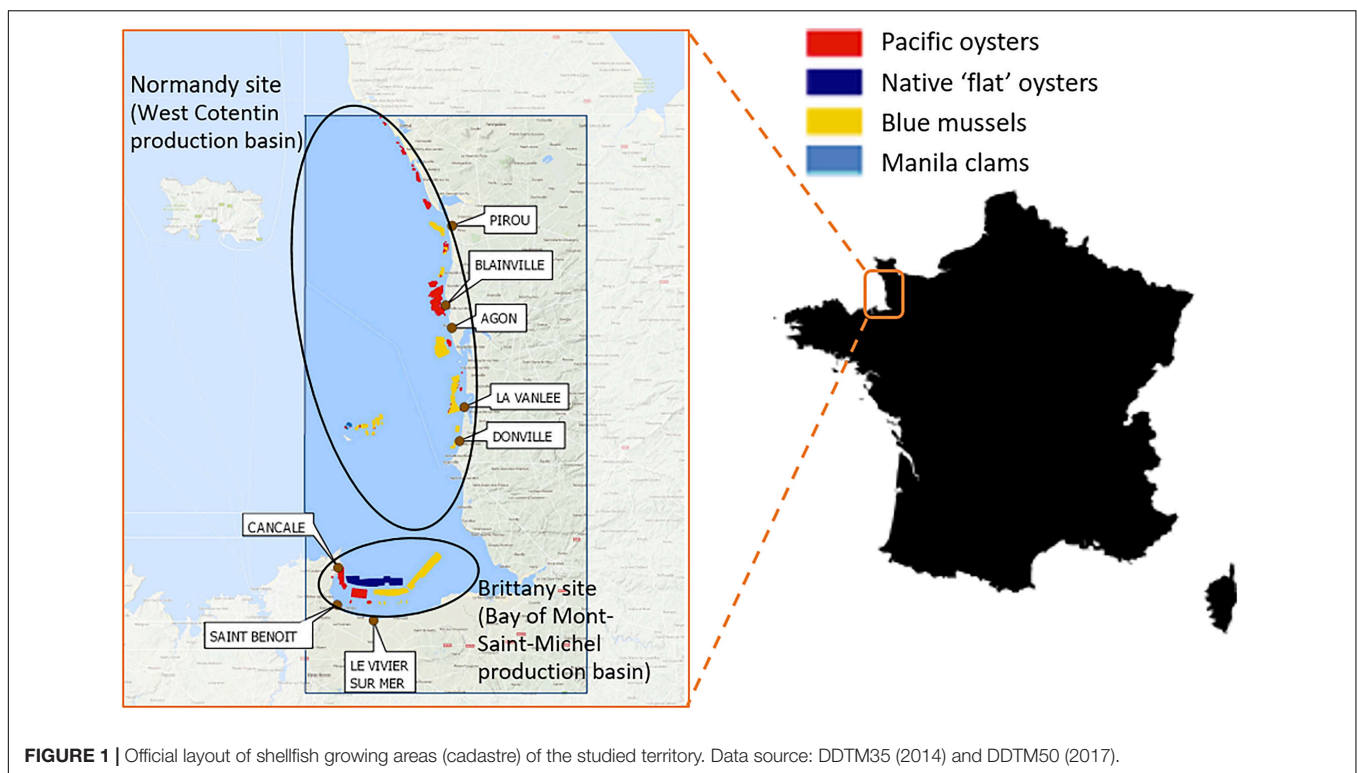 Normandy site
(West Cotentin
production basin)
PIROU
BLAINVILLE
AGON
LA VANLEE
DONVILLE
CANCALE
SAINT BENOIT
LE VIVIER
SUR MER
Brittany site
(Bay of Mont-
Saint-Michel
production basin)
Pacific oysters
Native ‘flat’ oysters
Blue mussels
Manila clams
FIGURE 1 | Official layout of shellfish growing areas (cadastre) of the studied territory. Data source: DDTM35 (2014) and DDTM50 (2017).